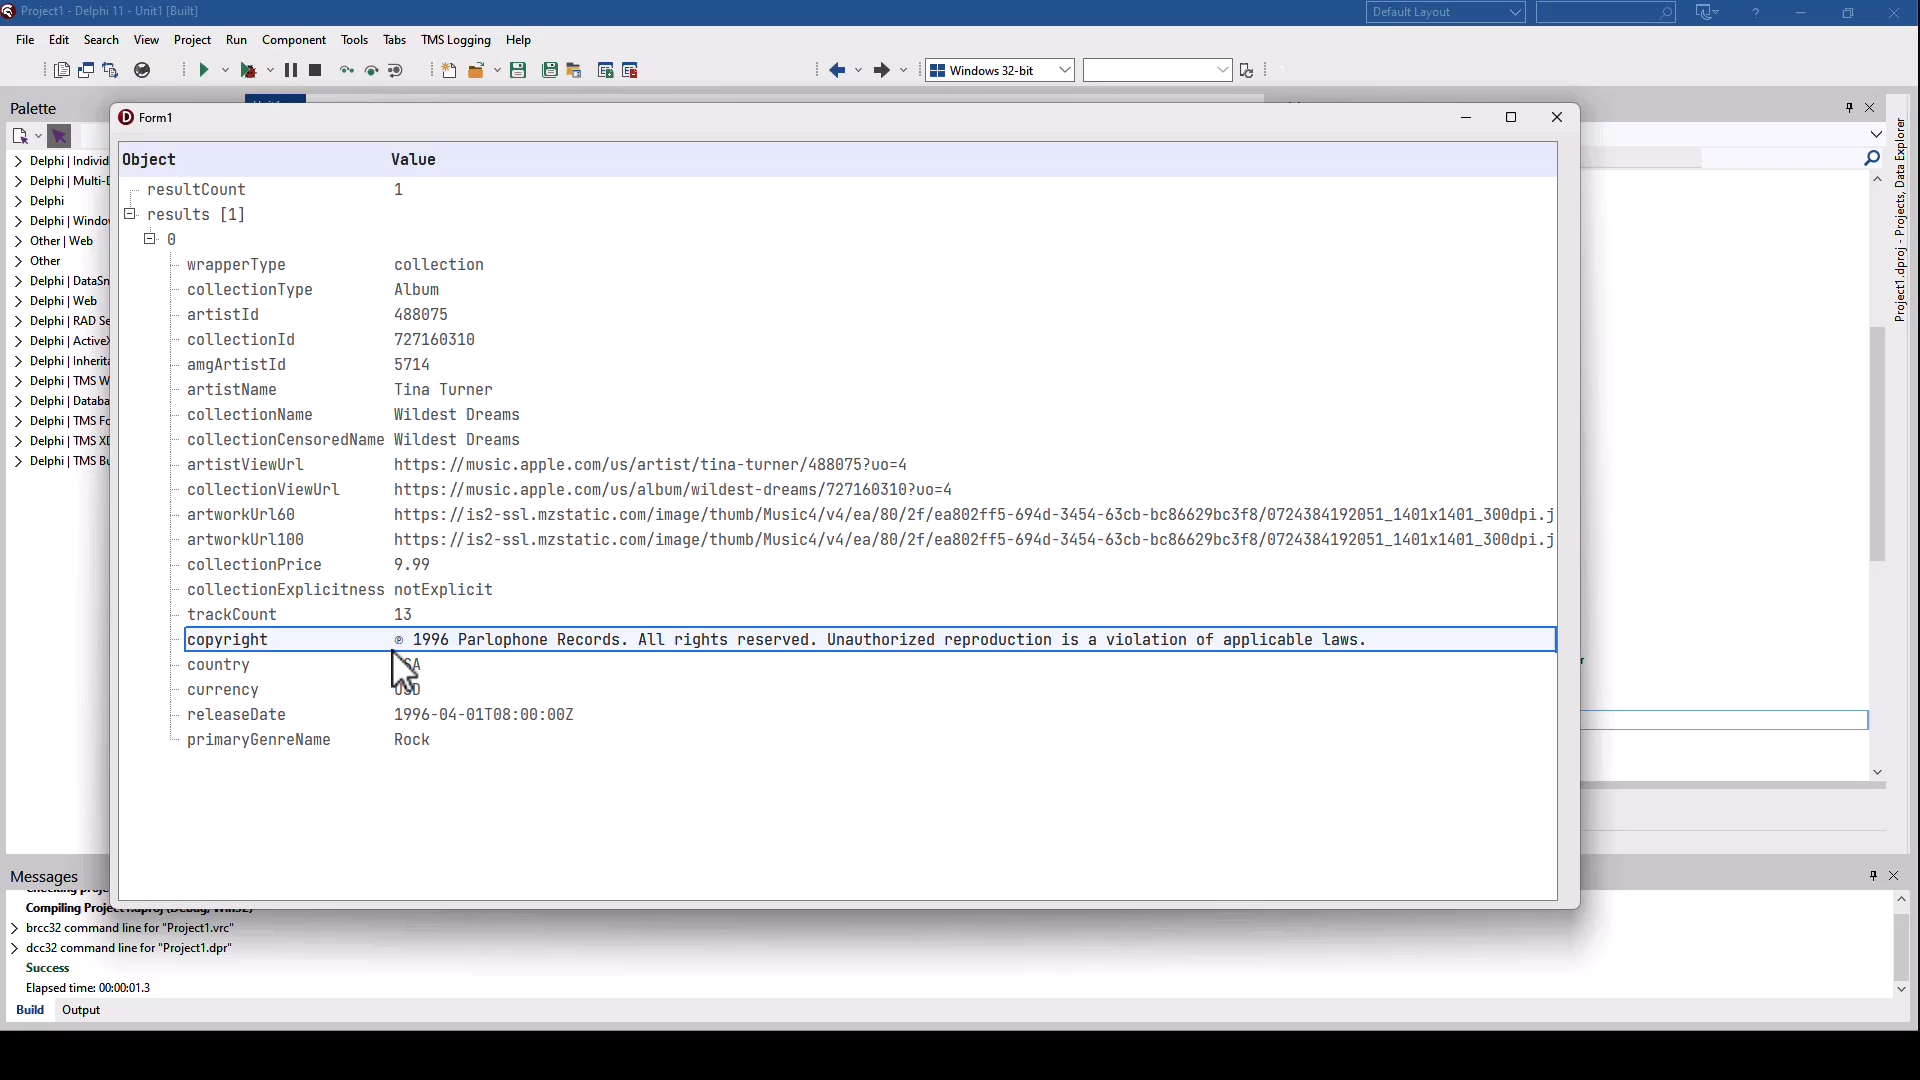 Project1 - Delphi 11 - Unit1 [Built]
Default Layout
File Edit Search View Project Run Component Tools Tabs TMS Logging Help
Windows 32-bit
Palette
Form1
Delphi | Individ
Delphi | Multi-
Delphi
Delphi | Windo
Other | Web
Other
Delphi | DataSn
Delphi | Web
Delphi | RAD Se
Delphi | Active
Delphi | Inherita
Delphi | TMS W
Delphi | Databa
Delphi | TMS Fo
Delphi | TMS X
Delphi | TMS Bu
Object Value
resultCount 1
results [1]
0
wrapperType collection
collectionType Album
artistId 488075
collectionId 727160310
amgArtistId 5714
artistName Tina Turner
collectionName Wildest Dreams
collectionCensoredName Wildest Dreams
artistViewUrl https://music.apple.com/us/artist/tina-turner/488075?uo=4
collectionViewUrl https://music.apple.com/us/album/wildest-dreams/727160310?uo=4
artworkUrl60 https://is2-ssl.mzstatic.com/image/thumb/Music4/v4/ea/80/2f/ea802ff5-694d-3454-63cb-bc86629bc3f8/0724384192051_1401x1401_300dpi.j
artworkUrl100 https://is2-ssl.mzstatic.com/image/thumb/Music4/v4/ea/80/2f/ea802ff5-694d-3454-63cb-bc86629bc3f8/0724384192051_1401x1401_300dpi.j
collectionPrice 9.99
collectionExplicitness notExplicit
trackCount 13
copyright ℗ 1996 Parlophone Records. All rights reserved. Unauthorized reproduction is a violation of applicable laws.
country SA
currency USD
releaseDate 1996-04-01T08:00:00Z
primaryGenreName Rock
Project1.dproj - Projects, Data Explorer
Messages
Compiling
brcc32 command line for "Project1.vrc"
dcc32 command line for "Project1.dpr"
Success
Elapsed time: 00:00:01.3
Build Output